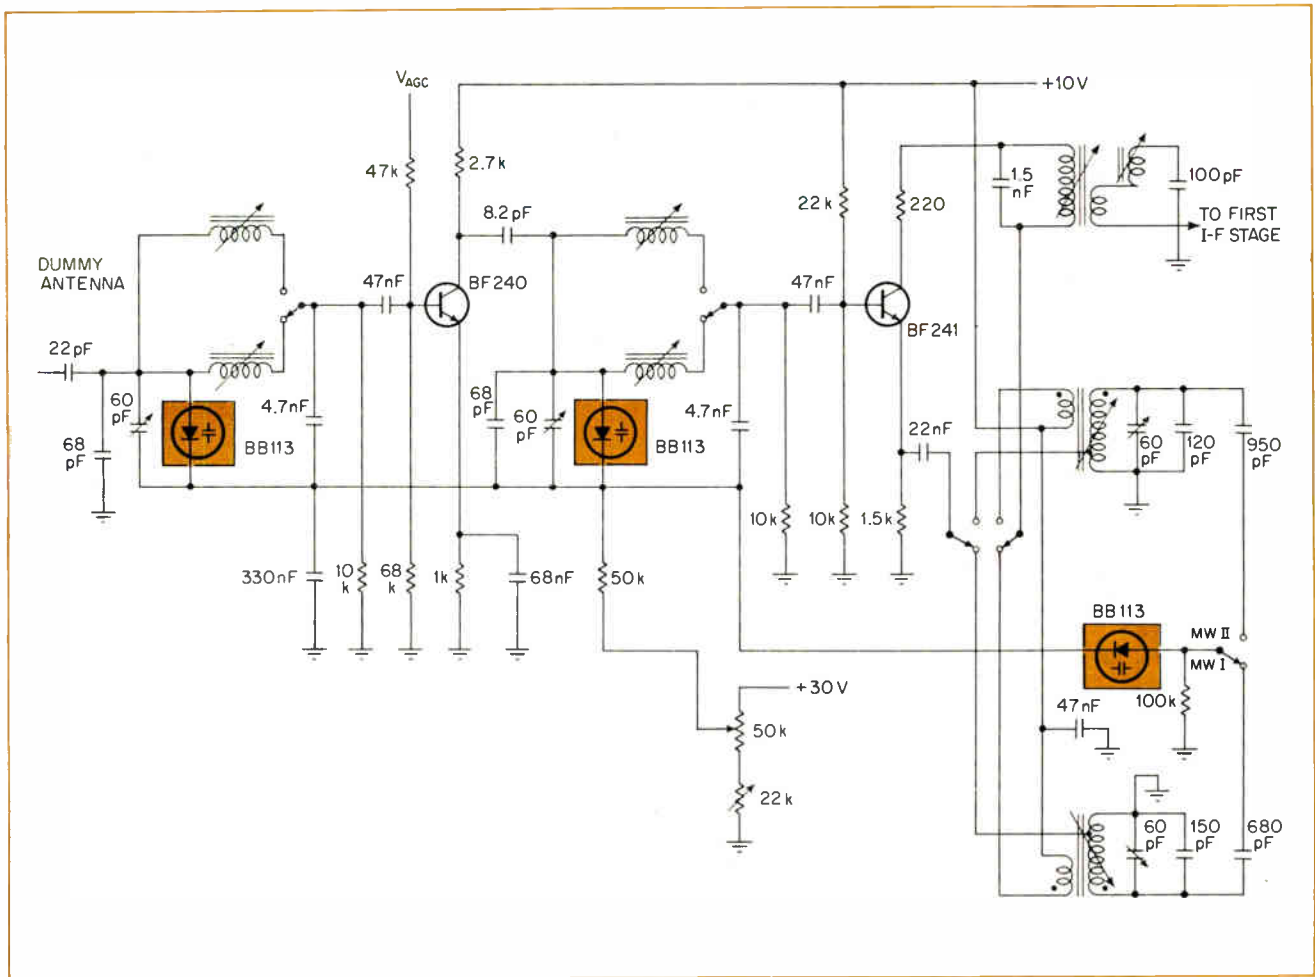 VAGC
+10V
47k
2.7k
22k
220
1.5
nF
100pF
TO FIRST
I-F STAGE
8.2pF
DUMMY
ANTENNA
47nF
BF240
47nF
BF241
22pF
60
pF
68
pF
BB113
4.7nF
68
pF
60
pF
BB113
4.7nF
22nF
60
pF
120
pF
950
pF
10k
10k
1.5k
330nF
10
k
68
k
1k
68nF
50k
BB113
MW II
MW I
100k
47nF
+30V
50k
22k
60
pF
150
pF
680
pF